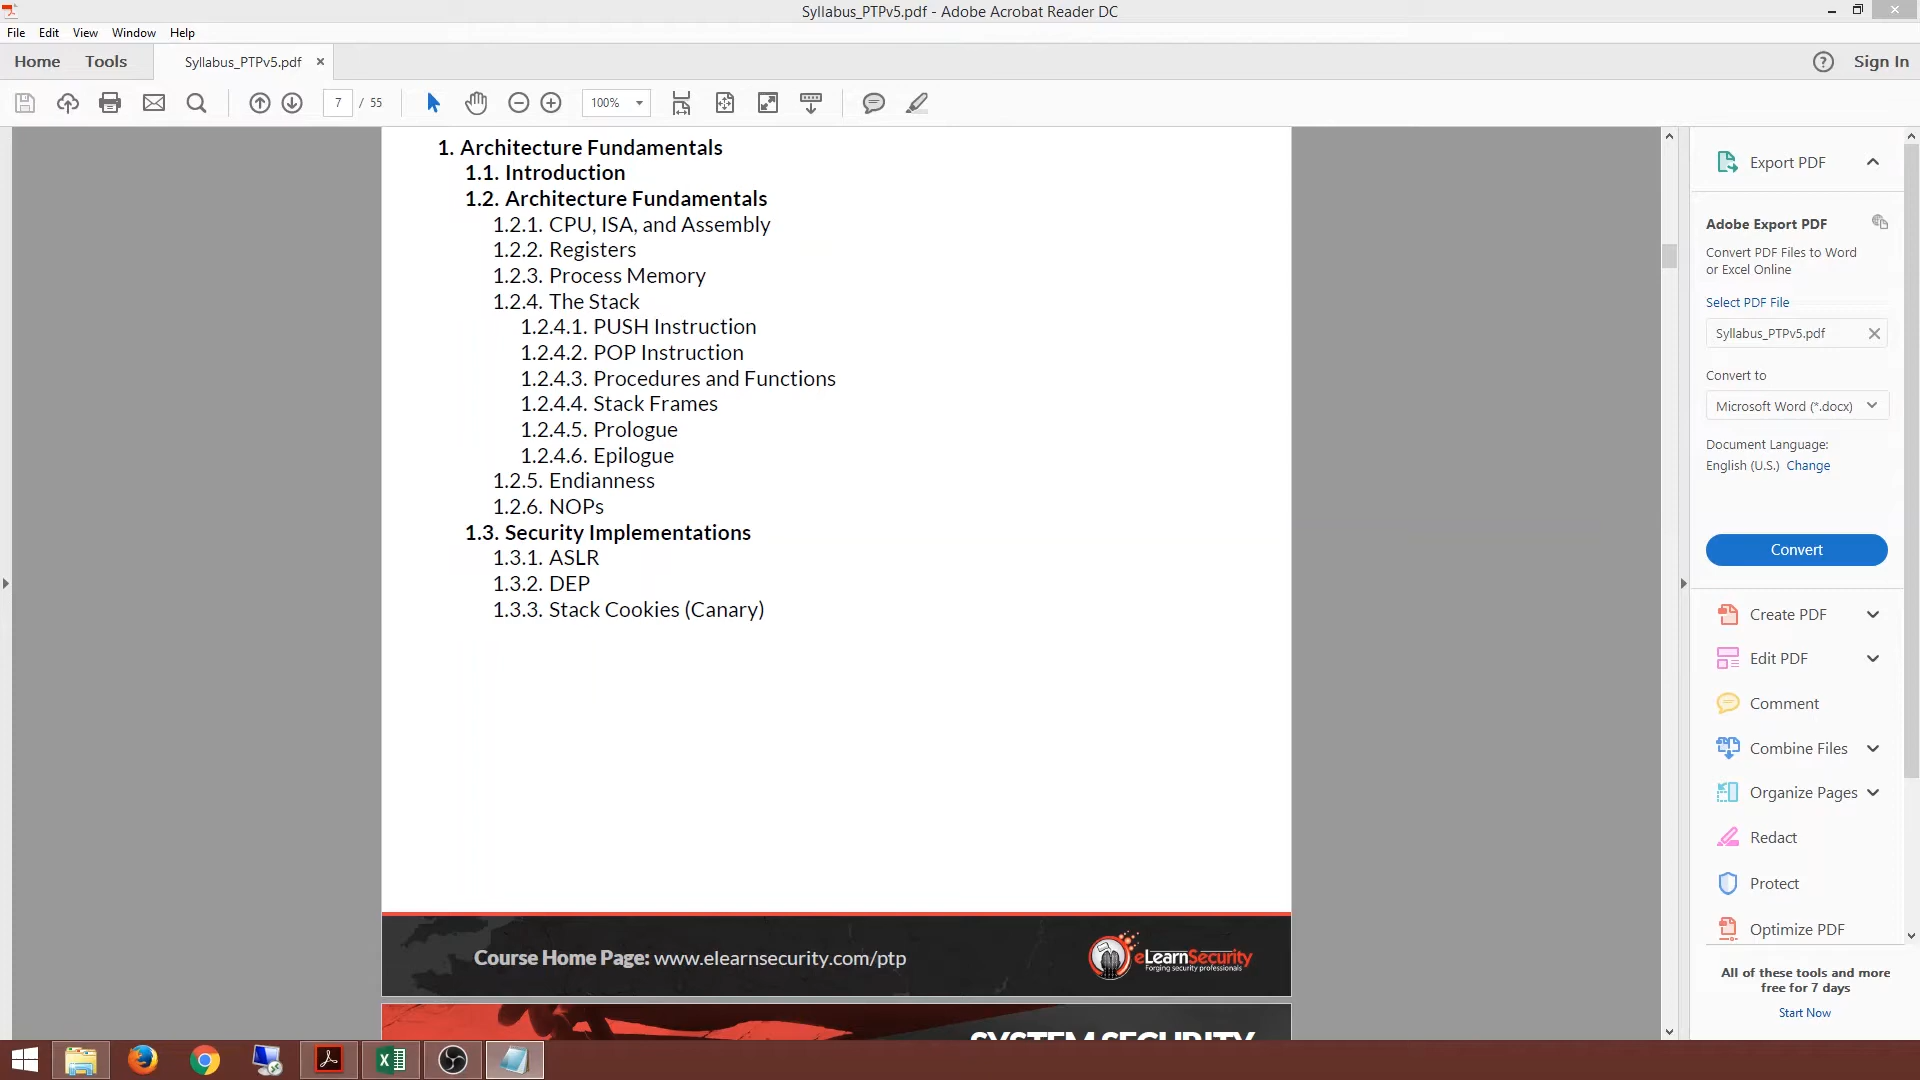 Syllabus_PTPv5.pdf - Adobe Acrobat Reader DC
File Edit View Window Help
Home Tools Syllabus_PTPv5.pdf × ? Sign In
7 / 55 100%
1. Architecture Fundamentals
1.1. Introduction
1.2. Architecture Fundamentals
1.2.1. CPU, ISA, and Assembly
1.2.2. Registers
1.2.3. Process Memory
1.2.4. The Stack
1.2.4.1. PUSH Instruction
1.2.4.2. POP Instruction
1.2.4.3. Procedures and Functions
1.2.4.4. Stack Frames
1.2.4.5. Prologue
1.2.4.6. Epilogue
1.2.5. Endianness
1.2.6. NOPs
1.3. Security Implementations
1.3.1. ASLR
1.3.2. DEP
1.3.3. Stack Cookies (Canary)
Course Home Page: www.elearnsecurity.com/ptp
eLearnSecurity
Forging security professionals
SYSTEM SECURITY
Export PDF
Adobe Export PDF
Convert PDF Files to Word
or Excel Online
Select PDF File
Syllabus_PTPv5.pdf
Convert to
Microsoft Word (*.docx)
Document Language:
English (U.S.) Change
Convert
Create PDF
Edit PDF
Comment
Combine Files
Organize Pages
Redact
Protect
Optimize PDF
All of these tools and more
free for 7 days
Start Now